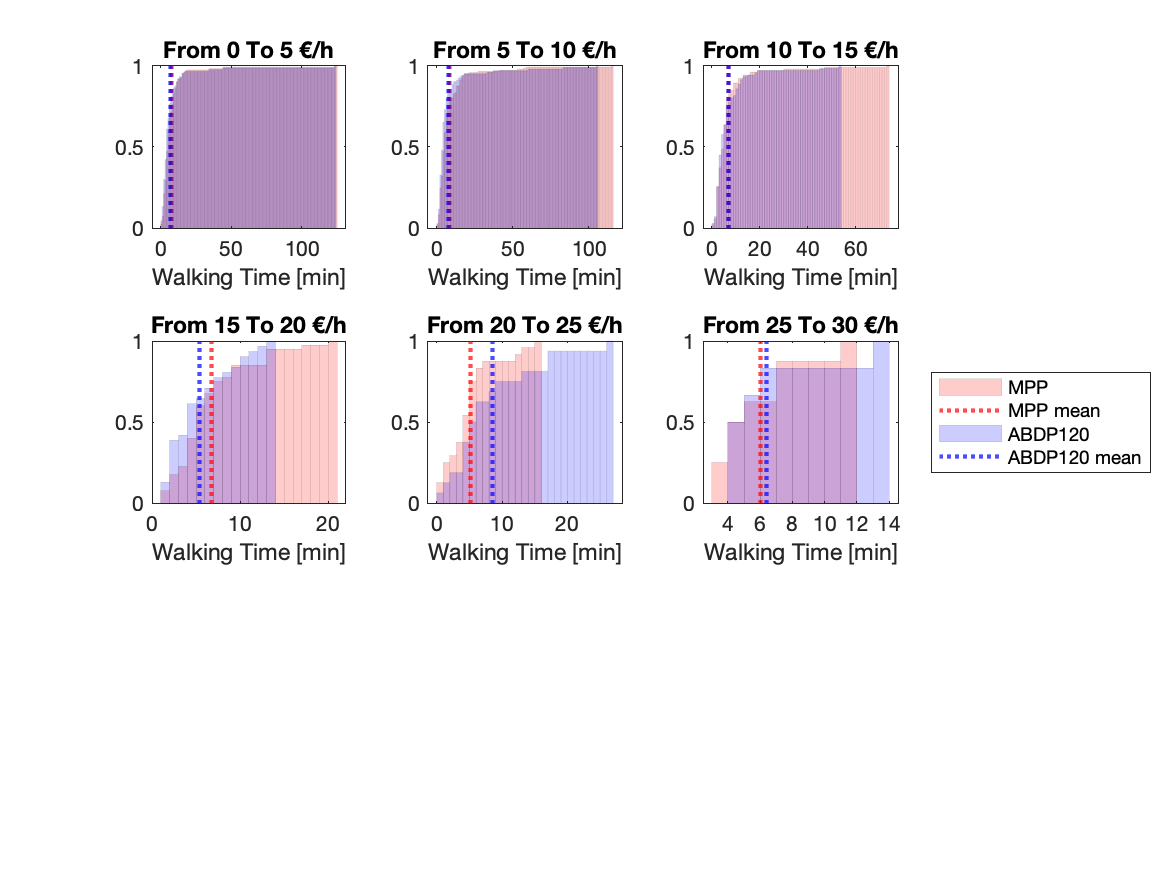 From 0 To 5 €/h
From 5 To 10 €/h
From 10 To 15 €/h
1
0.5
0
0 50 100
Walking Time [min]
1
0.5
0
0 50 100
Walking Time [min]
1
0.5
0
0 20 40 60
Walking Time [min]
From 15 To 20 €/h
From 20 To 25 €/h
From 25 To 30 €/h
1
0.5
0
0 10 20
Walking Time [min]
1
0.5
0
0 10 20
Walking Time [min]
1
0.5
0
4 6 8 10 12 14
Walking Time [min]
MPP
MPP mean
ABDP120
ABDP120 mean